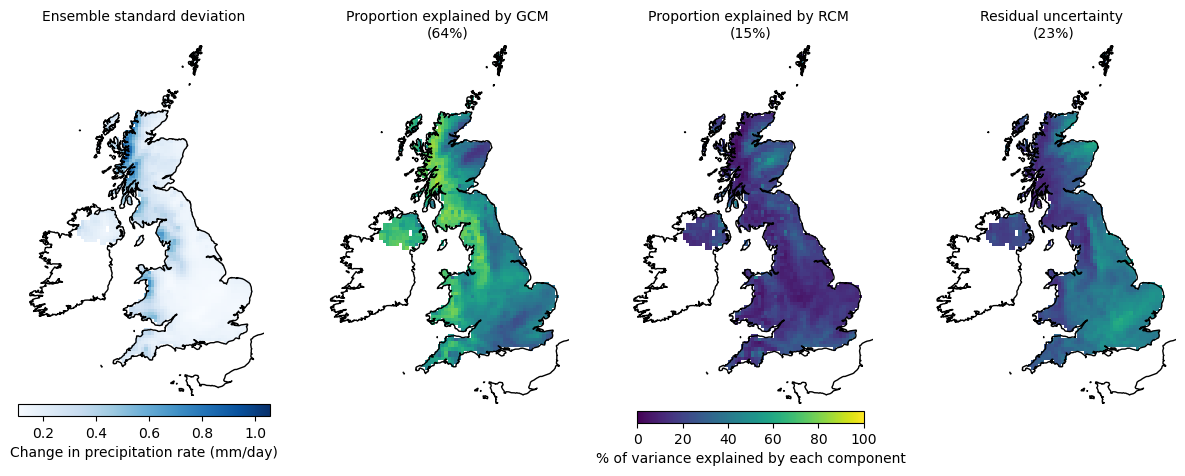 Ensemble standard deviation
Proportion explained by GCM
(64%)
Proportion explained by RCM
(15%)
Residual uncertainty
(23%)
0.2 0.4 0.6 0.8 1.0
Change in precipitation rate (mm/day)
0 20 40 60 80 100
% of variance explained by each component